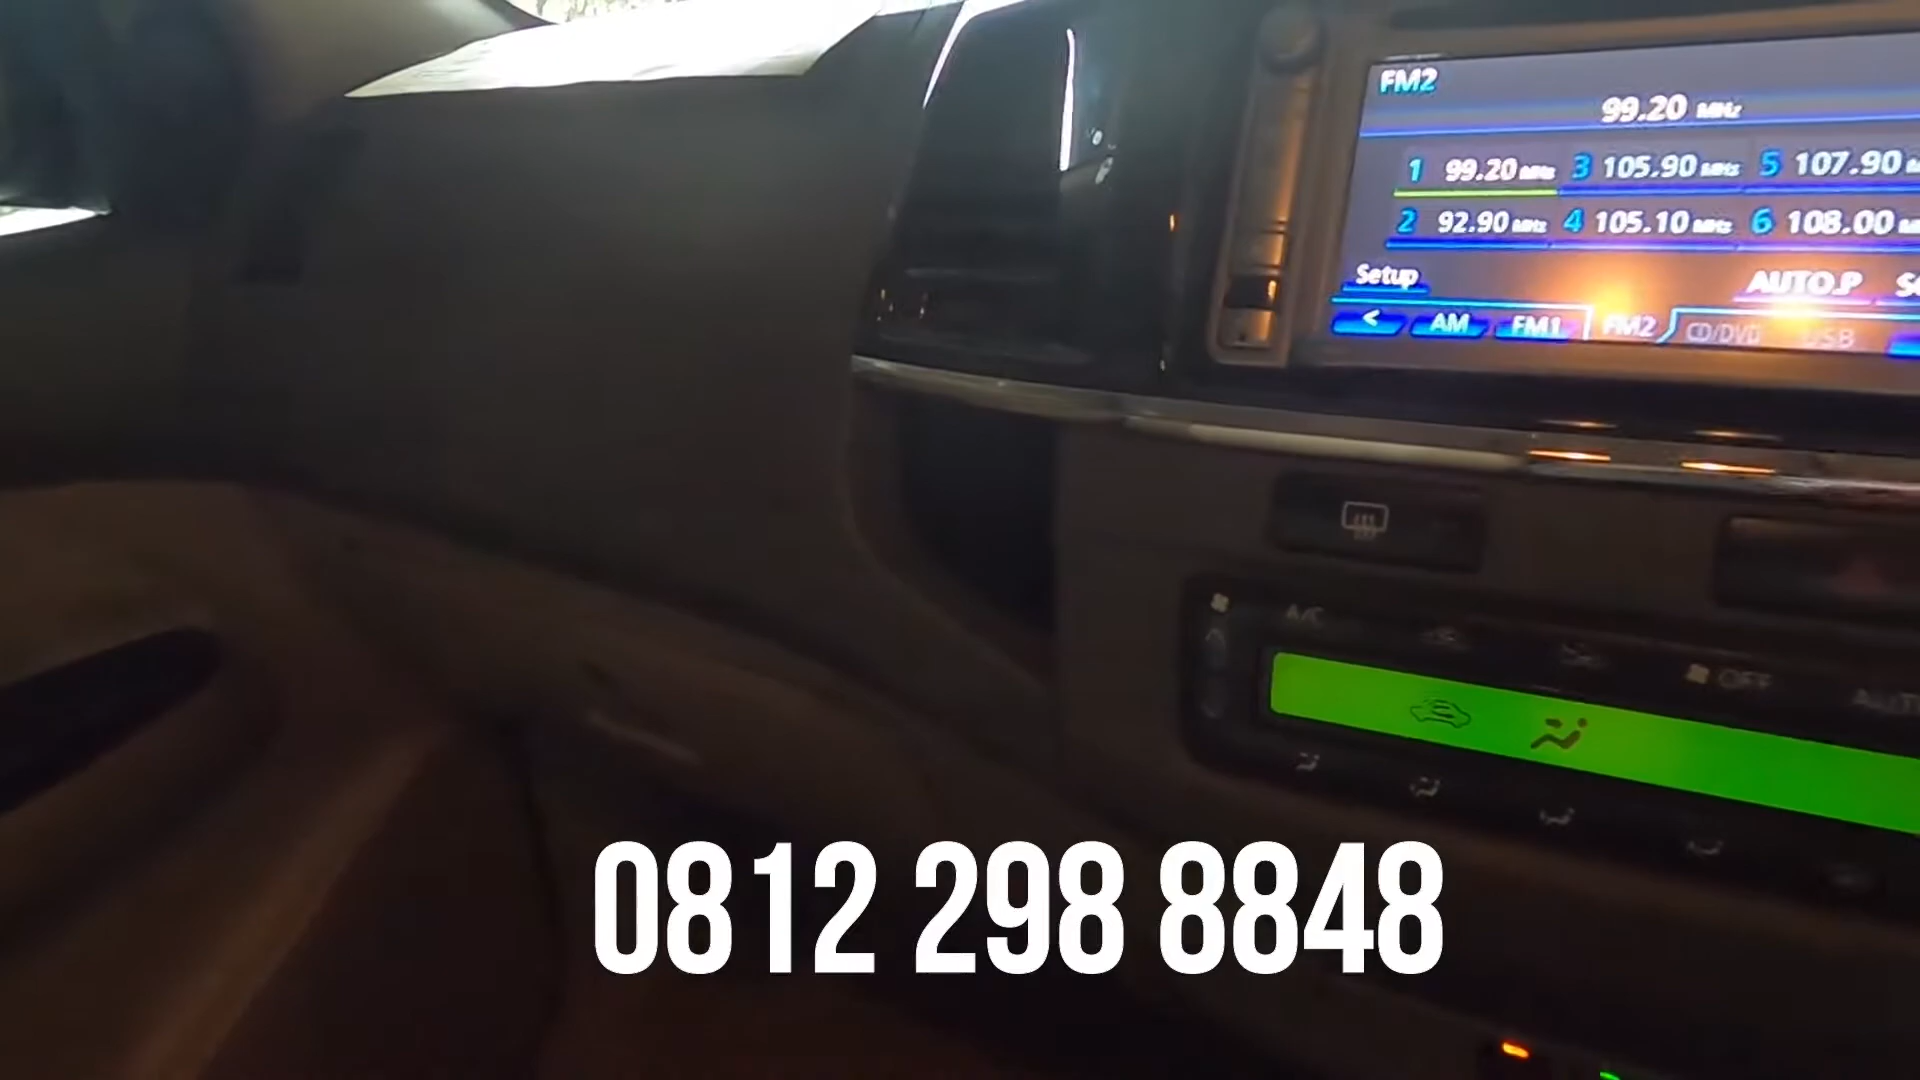 FM2
99.20 MHz
1 99.20 MHz 3 105.90 MHz 5 107.90
2 92.90 MHz 4 105.10 MHz 6 108.00
Setup AUTO.P
< AM FM1 FM2 CD/DVD USB
A/C OFF AUTO
0812 298 8848